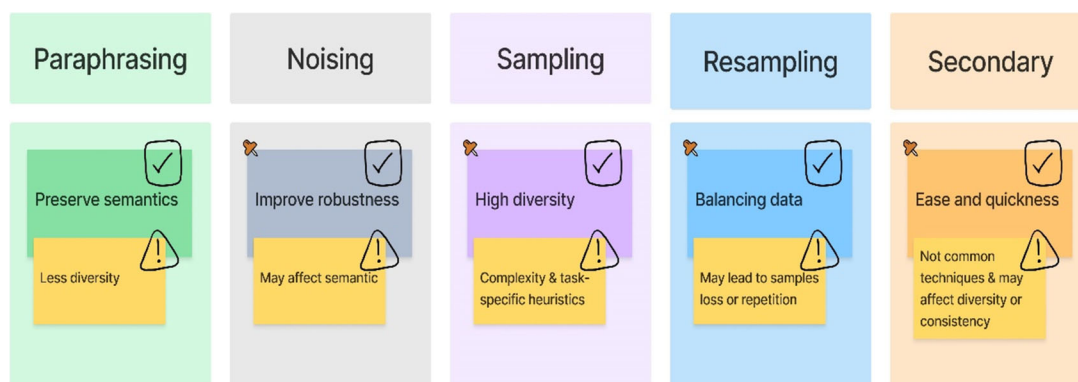 Paraphrasing
Noising
Sampling
Resampling
Secondary
Preserve semantics
Less diversity
Improve robustness
May affect semantic
High diversity
Complexity & task-
specific heuristics
Balancing data
May lead to samples
loss or repetition
Ease and quickness
Not common
techniques & may
affect diversity or
consistency